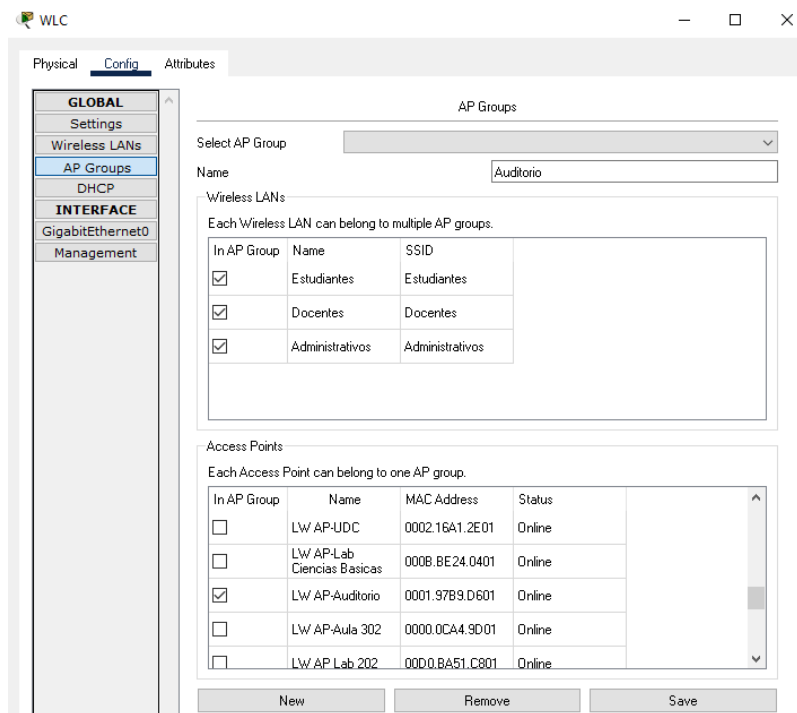 WLC
Physical Config Attributes
GLOBAL
Settings
Wireless LANs
AP Groups
DHCP
INTERFACE
GigabitEthernet0
Management
AP Groups
Select AP Group
Name Auditorio
Wireless LANs
Each Wireless LAN can belong to multiple AP groups.
In AP Group Name SSID
Estudiantes Estudiantes
Docentes Docentes
Administrativos Administrativos
Access Points
Each Access Point can belong to one AP group.
In AP Group Name MAC Address Status
LW AP-UDC 0002.16A1.2E01 Online
LW AP-Lab
Ciencias Basicas 000B.BE24.0401 Online
LW AP-Auditorio 0001.97B9.D601 Online
LW AP-Aula 302 0000.0CA4.9D01 Online
LW AP Lab 202 00D0.BA51.C801 Online
New Remove Save